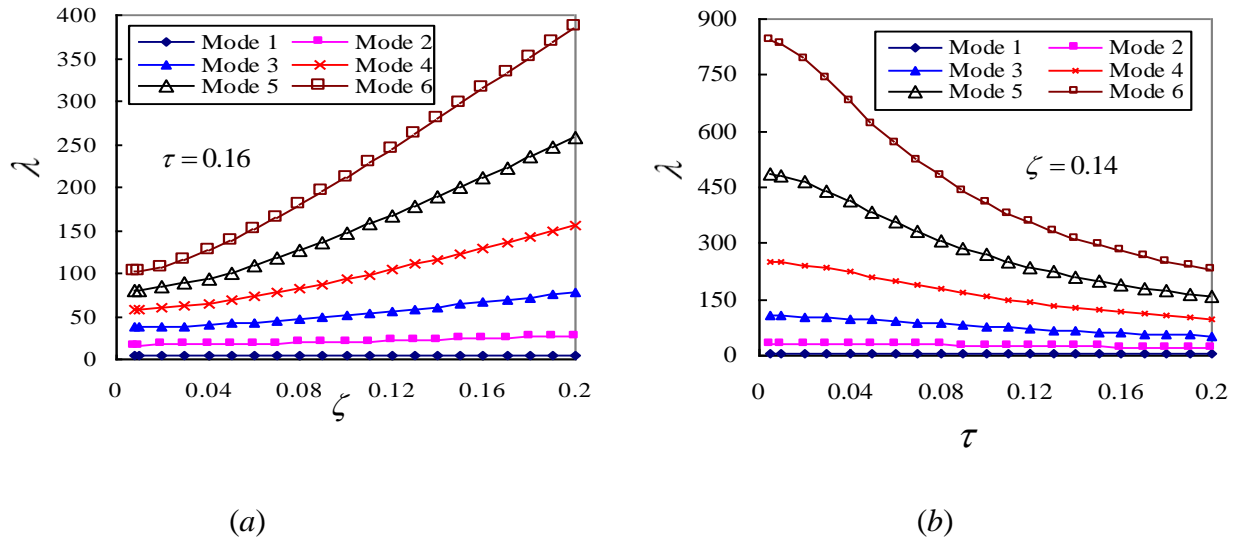 400
350
300
250
200
150
100
50
0
λ
Mode 1 Mode 2
Mode 3 Mode 4
Mode 5 Mode 6
τ = 0.16
0 0.04 0.08 0.12 0.16 0.2
ζ
(a)
900
750
600
450
300
150
0
λ
Mode 1 Mode 2
Mode 3 Mode 4
Mode 5 Mode 6
ζ = 0.14
0 0.04 0.08 0.12 0.16 0.2
τ
(b)